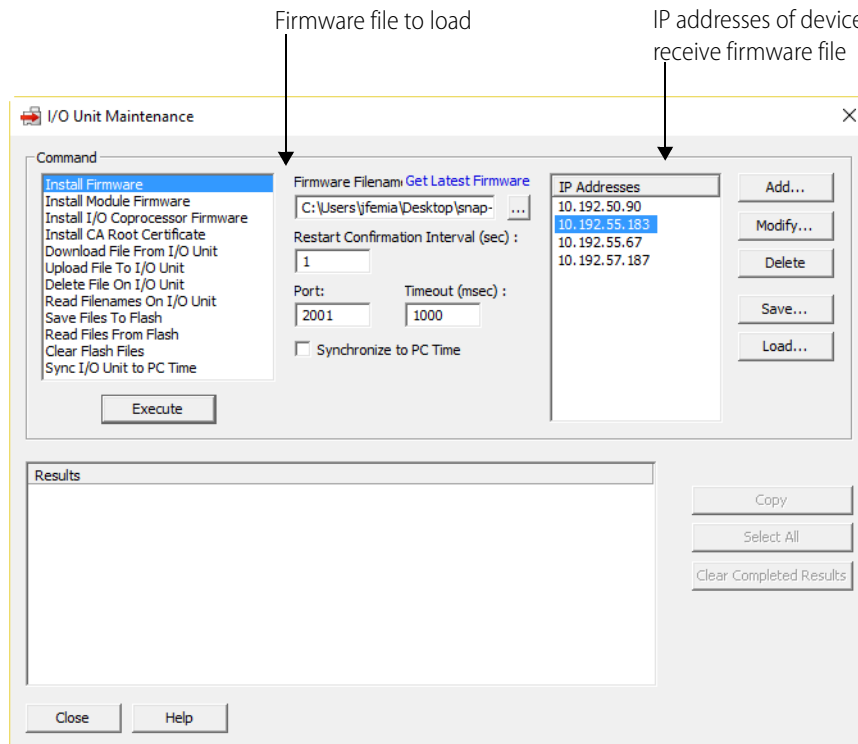 Firmware file to load
IP addresses of device
receive firmware file
I/O Unit Maintenance
Command
Install Firmware
Install Module Firmware
Install I/O Coprocessor Firmware
Install CA Root Certificate
Download File From I/O Unit
Upload File To I/O Unit
Delete File On I/O Unit
Read Filenames On I/O Unit
Save Files To Flash
Read Files From Flash
Clear Flash Files
Sync I/O Unit to PC Time
Execute
Firmware Filenam Get Latest Firmware
C:\Users\jfemia\Desktop\snap- ...
Restart Confirmation Interval (sec) :
1
Port: Timeout (msec) :
2001 1000
Synchronize to PC Time
IP Addresses
10.192.50.90
10.192.55.183
10.192.55.67
10.192.57.187
Add...
Modify...
Delete
Save...
Load...
Results
Copy
Select All
Clear Completed Results
Close Help